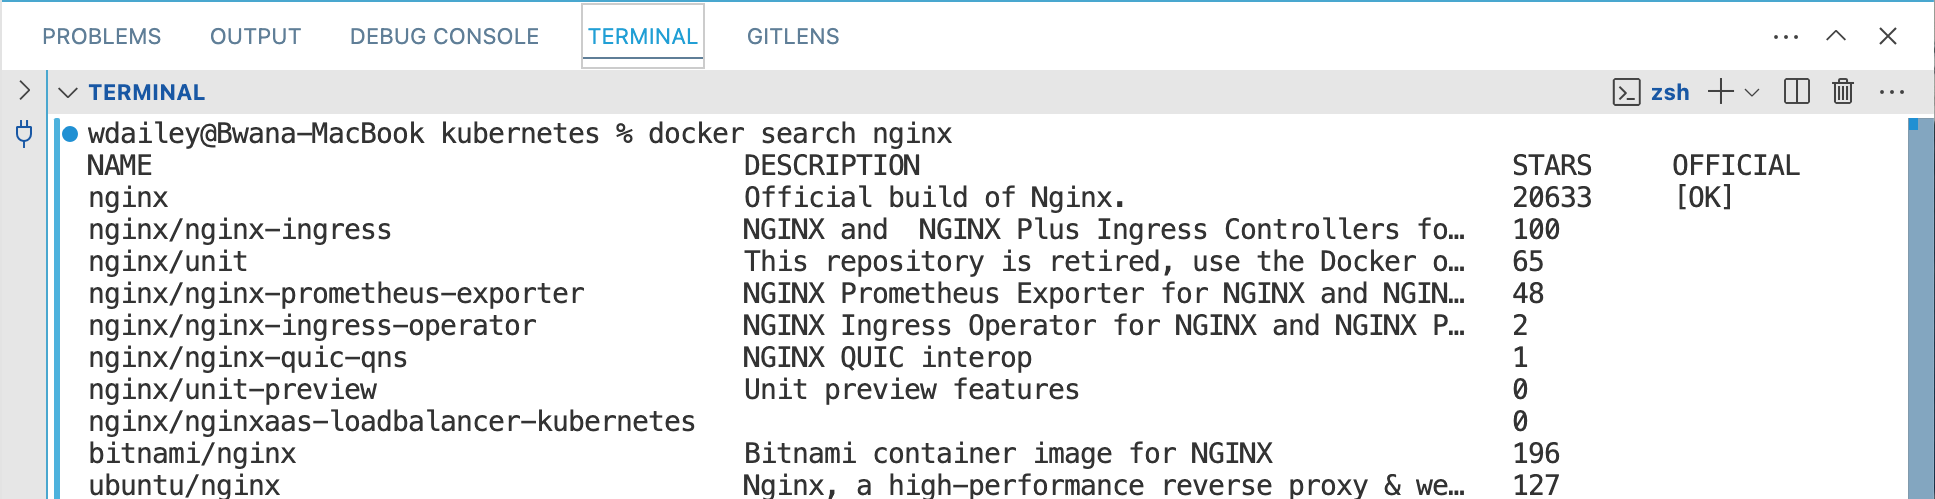 PROBLEMS OUTPUT DEBUG CONSOLE TERMINAL GITLENS
TERMINAL zsh
wdailey@Bwana-MacBook kubernetes % docker search nginx
NAME DESCRIPTION STARS OFFICIAL
nginx Official build of Nginx. 20633 [OK]
nginx/nginx-ingress NGINX and  NGINX Plus Ingress Controllers fo… 100
nginx/unit This repository is retired, use the Docker o… 65
nginx/nginx-prometheus-exporter NGINX Prometheus Exporter for NGINX and NGIN… 48
nginx/nginx-ingress-operator NGINX Ingress Operator for NGINX and NGINX P… 2
nginx/nginx-quic-qns NGINX QUIC interop 1
nginx/unit-preview Unit preview features 0
nginx/nginxaas-loadbalancer-kubernetes 0
bitnami/nginx Bitnami container image for NGINX 196
ubuntu/nginx Nginx, a high-performance reverse proxy & we… 127